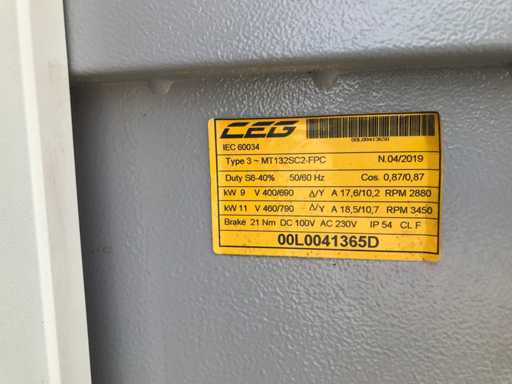 CEG
00L0041365D
IEC 60034
Type 3 ~ MT132SC2-FPC N.04/2019
Duty S6-40% 50/60 Hz Cos. 0,87/0,87
kW 9 V 400/690 Δ/Y A 17,6/10,2 RPM 2880
kW 11 V 460/790 Δ/Y A 18,5/10,7 RPM 3450
Brake 21 Nm DC 100V AC 230V IP 54 CL F
00L0041365D